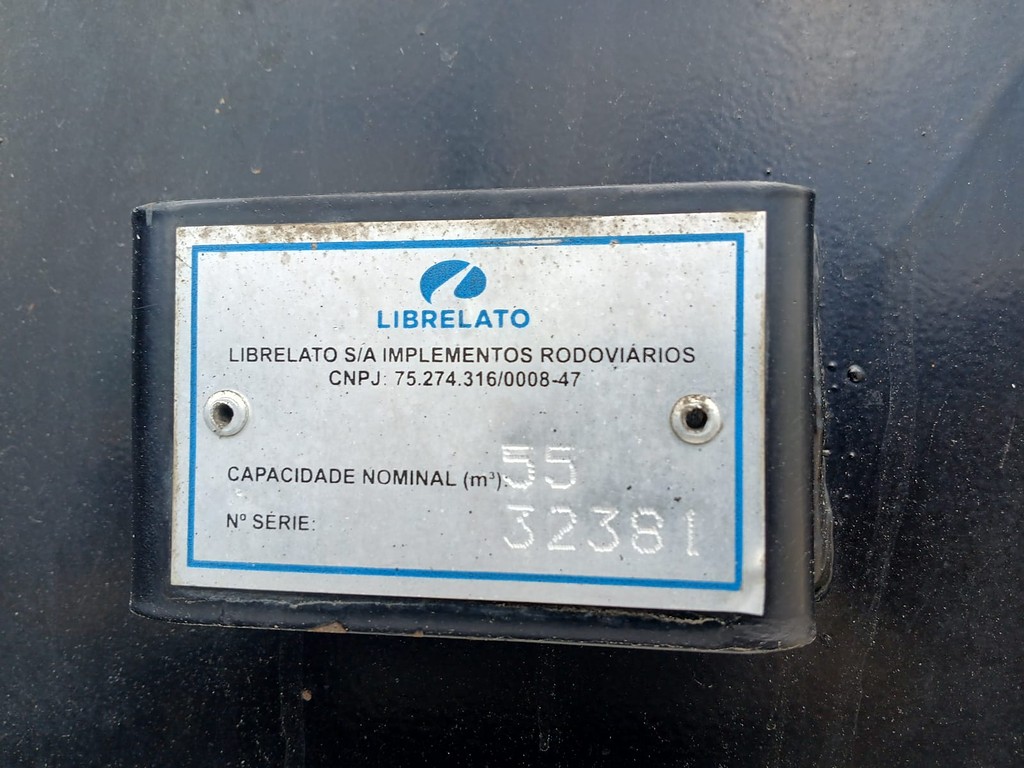 LIBRELATO
LIBRELATO S/A IMPLEMENTOS RODOVIÁRIOS
CNPJ: 75.274.316/0008-47
CAPACIDADE NOMINAL (m³): 55
Nº SÉRIE: 32381